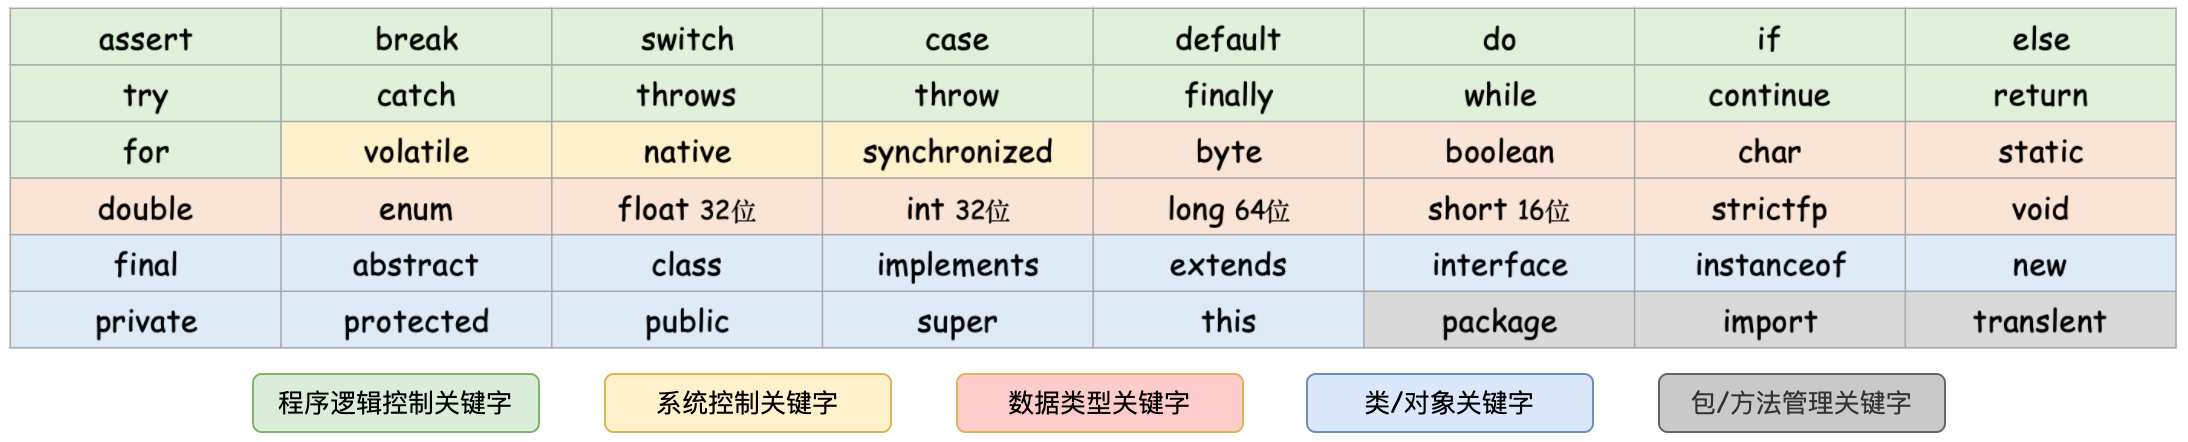 assert break switch case default do if else
try catch throws throw finally while continue return
for volatile native synchronized byte boolean char static
double enum float 32位 int 32位 long 64位 short 16位 strictfp void
final abstract class implements extends interface instanceof new
private protected public super this package import translent
程序逻辑控制关键字 系统控制关键字 数据类型关键字 类/对象关键字 包/方法管理关键字